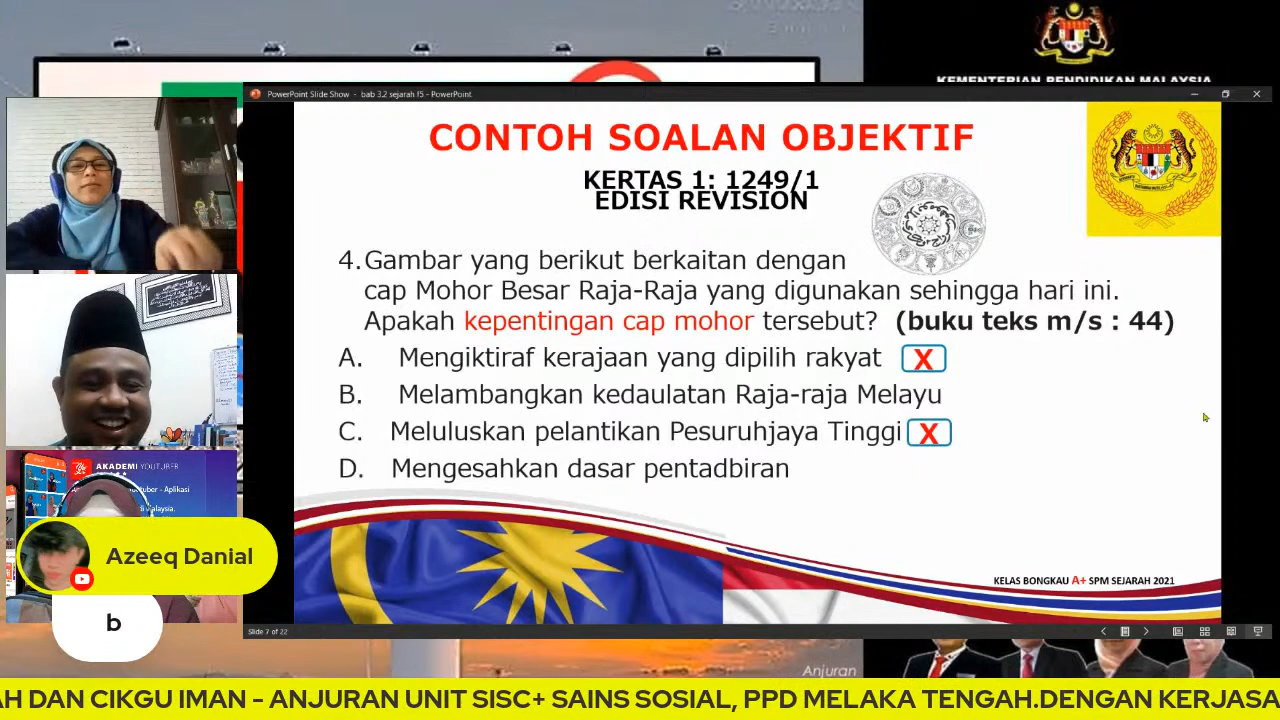 KEMENTERIAN PENDIDIKAN MALAYSIA
PowerPoint Slide Show - bab 3.2 sejarah f5 - PowerPoint
CONTOH SOALAN OBJEKTIF
KERTAS 1: 1249/1
EDISI REVISION
4. Gambar yang berikut berkaitan dengan
cap Mohor Besar Raja-Raja yang digunakan sehingga hari ini.
Apakah kepentingan cap mohor tersebut? (buku teks m/s : 44)
A. Mengiktiraf kerajaan yang dipilih rakyat X
B. Melambangkan kedaulatan Raja-raja Melayu
C. Meluluskan pelantikan Pesuruhjaya Tinggi X
D. Mengesahkan dasar pentadbiran
KELAS BONGKAU A+ SPM SEJARAH 2021
Slide 7 of 22
AKADEMI YOUTUBER
Azeeq Danial
b
Anjuran
AH DAN CIKGU IMAN - ANJURAN UNIT SISC+ SAINS SOSIAL, PPD MELAKA TENGAH.DENGAN KERJASA